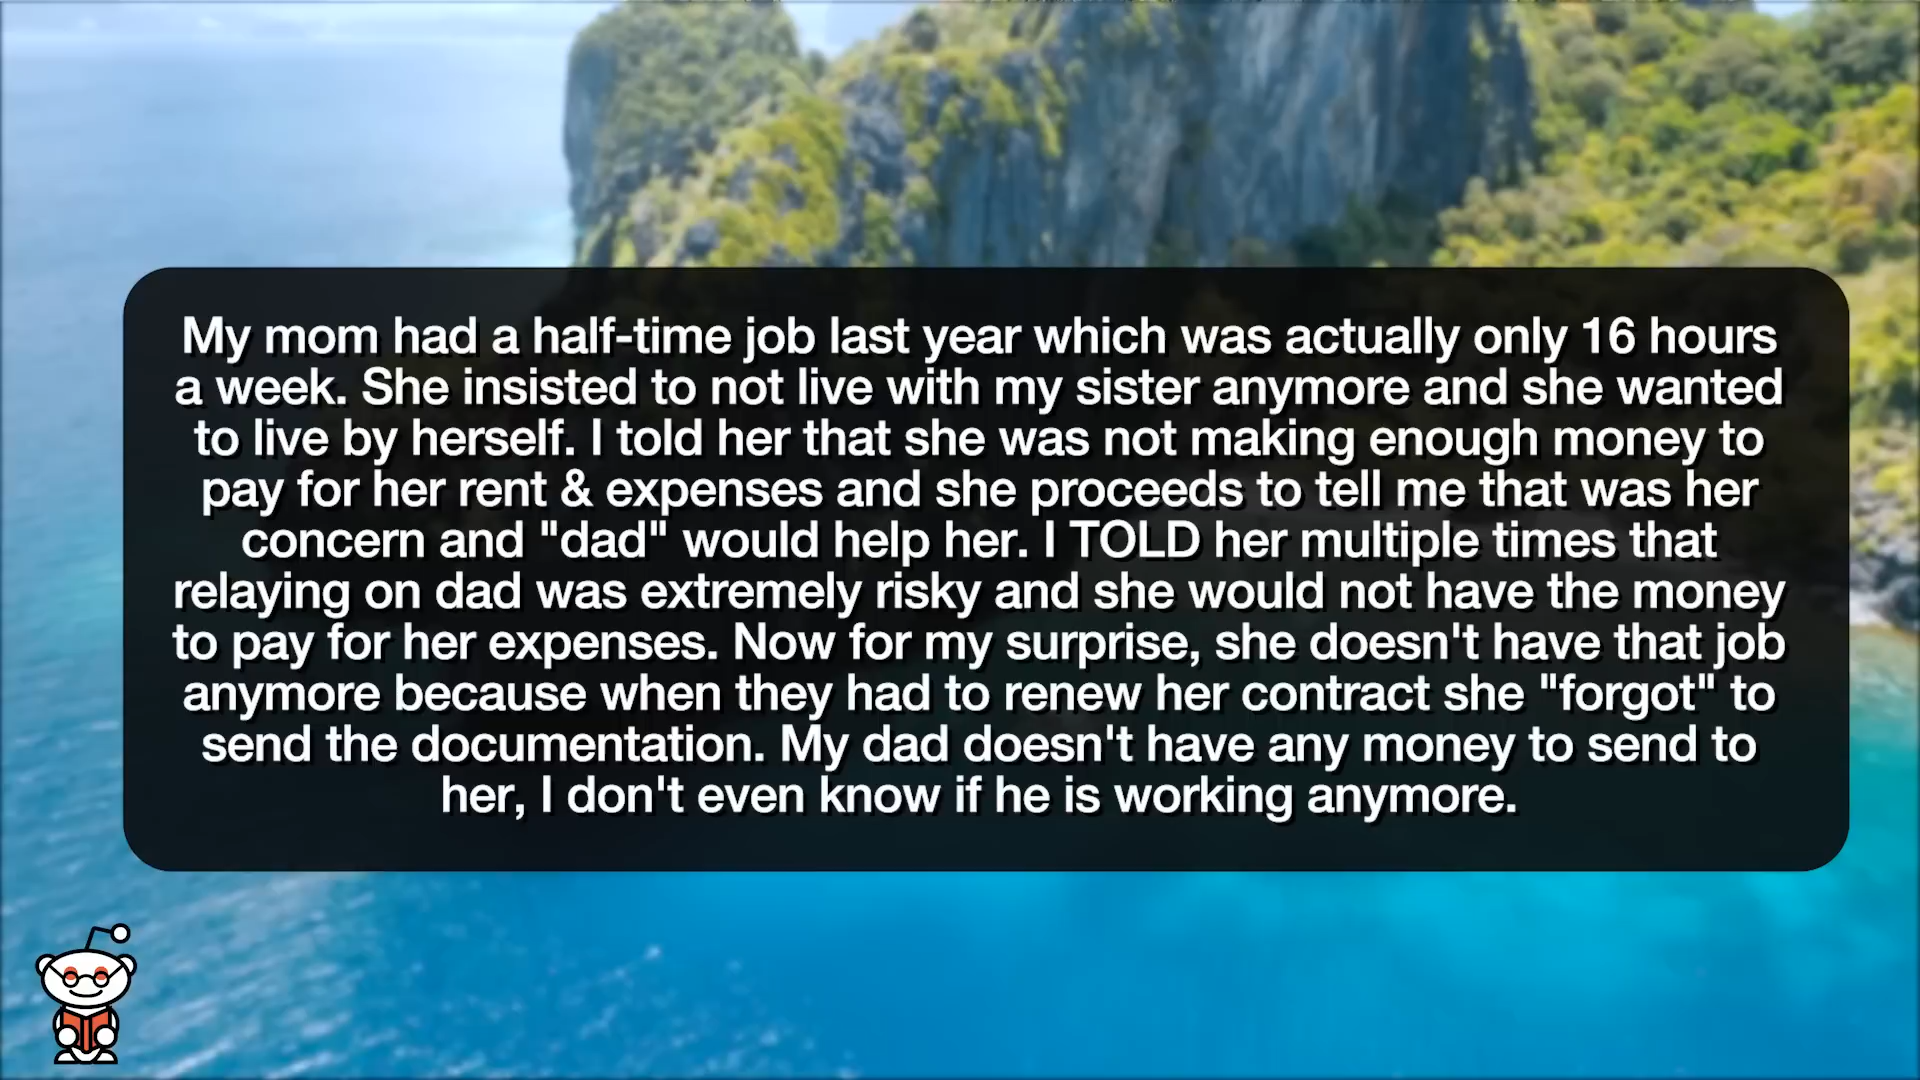 My mom had a half-time job last year which was actually only 16 hours
a week. She insisted to not live with my sister anymore and she wanted
to live by herself. I told her that she was not making enough money to
pay for her rent & expenses and she proceeds to tell me that was her
concern and "dad" would help her. I TOLD her multiple times that
relaying on dad was extremely risky and she would not have the money
to pay for her expenses. Now for my surprise, she doesn't have that job
anymore because when they had to renew her contract she "forgot" to
send the documentation. My dad doesn't have any money to send to
her, I don't even know if he is working anymore.